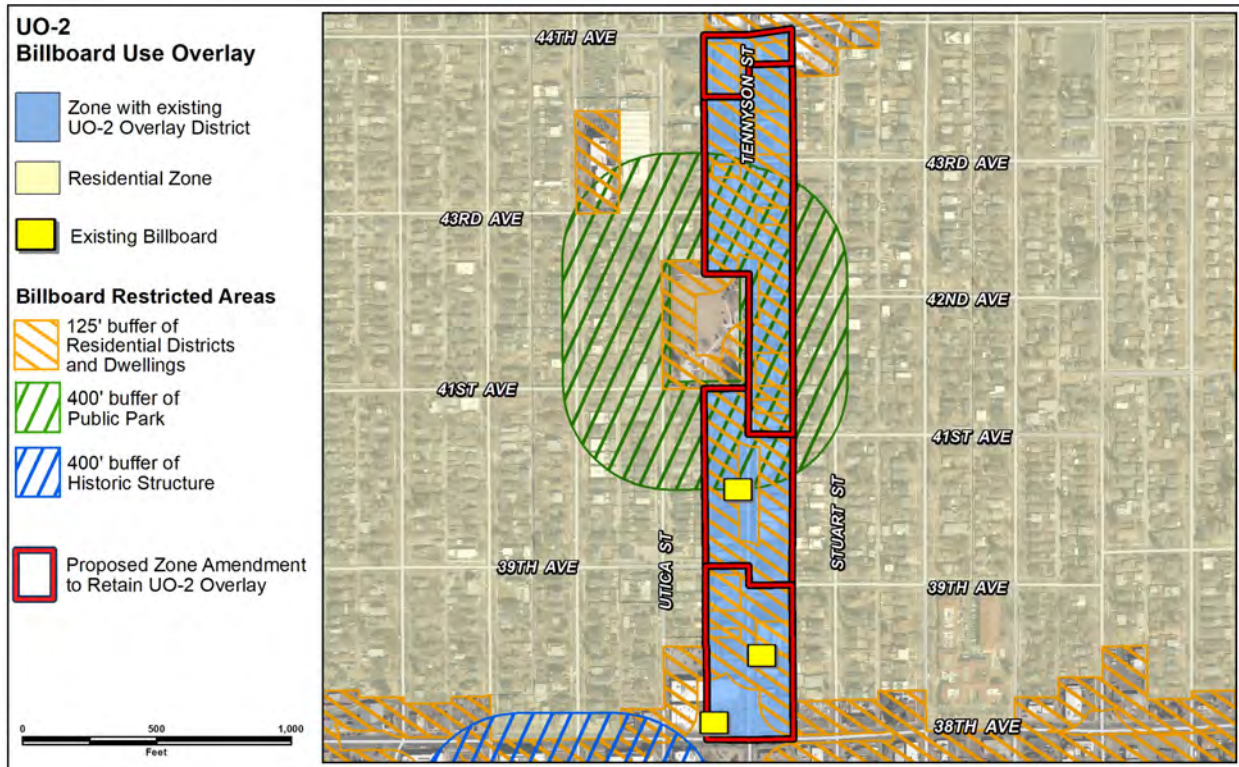 UO-2
Billboard Use Overlay
Zone with existing
UO-2 Overlay District
Residential Zone
Existing Billboard
Billboard Restricted Areas
125' buffer of
Residential Districts
and Dwellings
400' buffer of
Public Park
400' buffer of
Historic Structure
Proposed Zone Amendment
to Retain UO-2 Overlay
0 500 1,000
Feet
44TH AVE
TENNYSON ST
43RD AVE
43RD AVE
42ND AVE
41ST AVE
41ST AVE
UTICA ST
STUART ST
39TH AVE
39TH AVE
38TH AVE